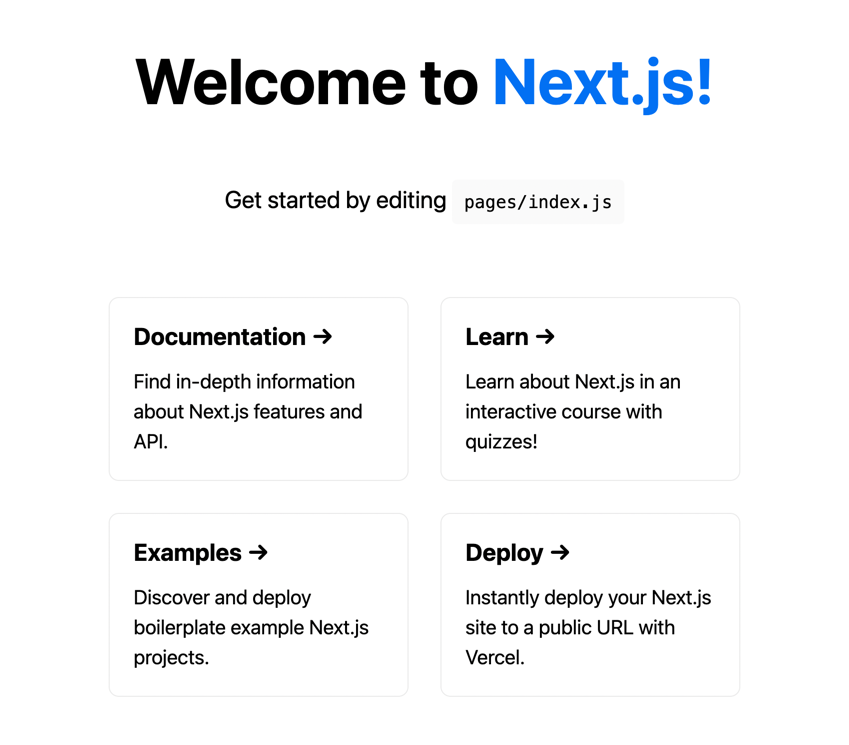 Welcome to Next.js!
Get started by editing pages/index.js
Documentation →
Find in-depth information
about Next.js features and
API.
Learn →
Learn about Next.js in an
interactive course with
quizzes!
Examples →
Discover and deploy
boilerplate example Next.js
projects.
Deploy →
Instantly deploy your Next.js
site to a public URL with
Vercel.